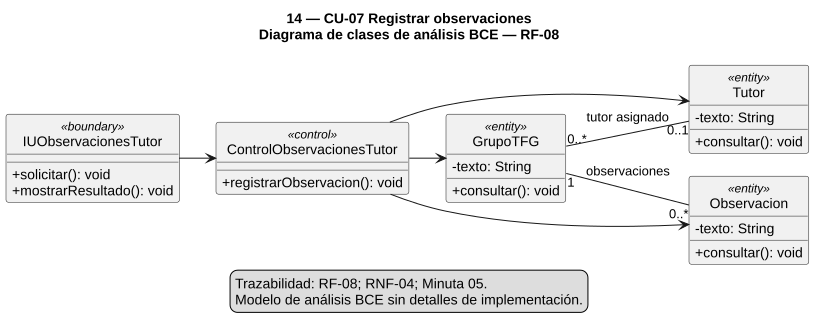 14 — CU-07 Registrar observaciones
Diagrama de clases de análisis BCE — RF-08
«boundary»
IUObservacionesTutor
+solicitar(): void
+mostrarResultado(): void
«control»
ControlObservacionesTutor
+registrarObservacion(): void
«entity»
GrupoTFG
-texto: String
+consultar(): void
«entity»
Tutor
-texto: String
+consultar(): void
tutor asignado
0..*
0..1
observaciones
1
0..*
«entity»
Observacion
-texto: String
+consultar(): void
Trazabilidad: RF-08; RNF-04; Minuta 05.
Modelo de análisis BCE sin detalles de implementación.